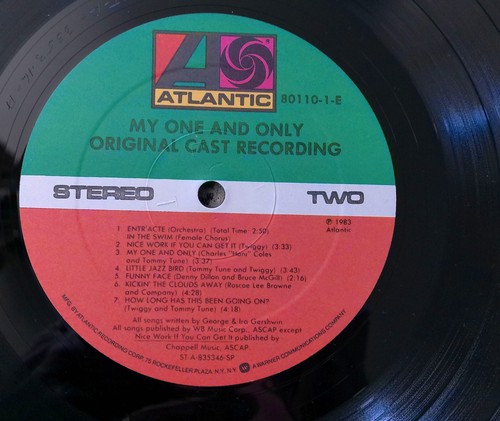 ATLANTIC 80110-1-E
MY ONE AND ONLY
ORIGINAL CAST RECORDING
STEREO TWO
℗ 1983
Atlantic
1 ENTR'ACTE (Orchestra) (Total Time: 2:50)
IN THE SWIM (Female Chorus)
2. NICE WORK IF YOU CAN GET IT (Twiggy) (3:33)
3. MY ONE AND ONLY (Charles "Honi" Coles
and Tommy Tune) (3:37)
4 LITTLE JAZZ BIRD (Tommy Tune and Twiggy) (3:43)
5 FUNNY FACE (Denny Dillon and Bruce McGill) (2:16)
6 KICKIN' THE CLOUDS AWAY (Roscoe Lee Browne
and Company) (4:28)
7 HOW LONG HAS THIS BEEN GOING ON?
(Twiggy and Tommy Tune) (4:18)
All songs written by George & Ira Gershwin
All songs published by WB Music Corp., ASCAP except
Nice Work If You Can Get It published by
Chappell Music, ASCAP
ST-A-835346-SP
MFG. BY ATLANTIC RECORDING CORP., 75 ROCKEFELLER PLAZA, N.Y., N.Y. A WARNER COMMUNICATIONS COMPANY